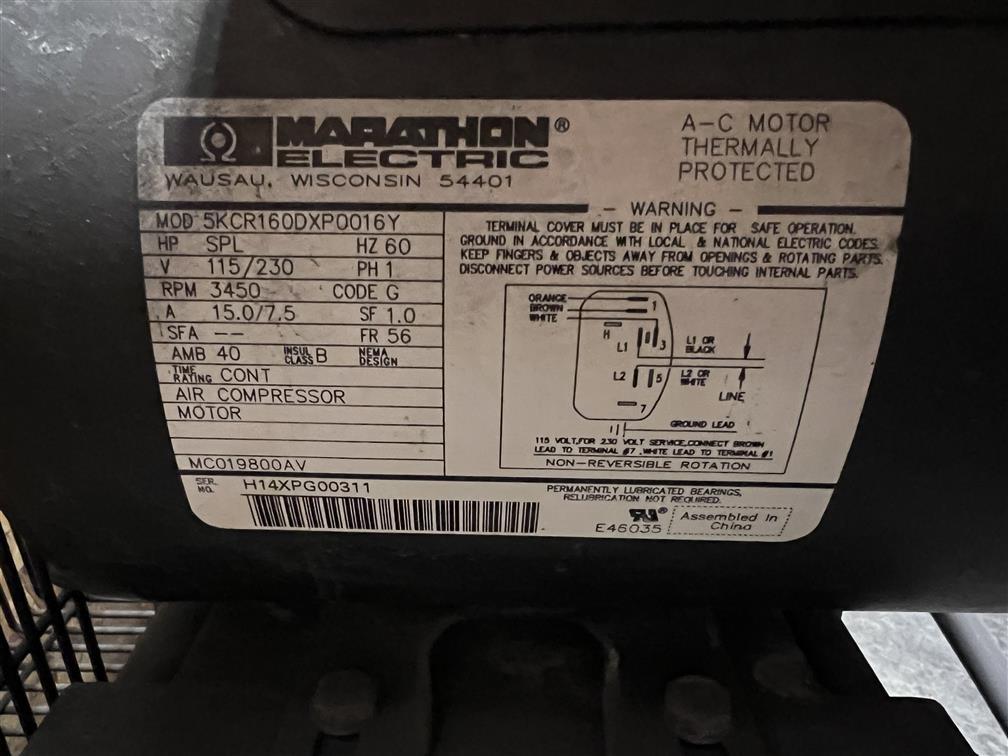 MARATHON®
ELECTRIC
WAUSAU, WISCONSIN 54401
A-C MOTOR
THERMALLY
PROTECTED
MOD 5KCR160DXP0016Y
HP SPL HZ 60
V 115/230 PH 1
RPM 3450 CODE G
A 15.0/7.5 SF 1.0
SFA -- FR 56
AMB 40 INSUL CLASS B NEMA DESIGN
TIME RATING CONT
AIR COMPRESSOR
MOTOR
MC019800AV
- WARNING -
TERMINAL COVER MUST BE IN PLACE FOR SAFE OPERATION.
GROUND IN ACCORDANCE WITH LOCAL & NATIONAL ELECTRIC CODES.
KEEP FINGERS & OBJECTS AWAY FROM OPENINGS & ROTATING PARTS.
DISCONNECT POWER SOURCES BEFORE TOUCHING INTERNAL PARTS.
ORANGE
BROWN
WHITE
1
H
L1
3
L1 OR
BLACK
L2
5
L2 OR
WHITE
LINE
7
GROUND LEAD
115 VOLT,FOR 230 VOLT SERVICE,CONNECT BROWN
LEAD TO TERMINAL #7 ,WHITE LEAD TO TERMINAL #1
NON-REVERSIBLE ROTATION
SER. NO. H14XPG00311
PERMANENTLY LUBRICATED BEARINGS,
RELUBRICATION NOT REQUIRED.
RU®
E46035
Assembled In
China